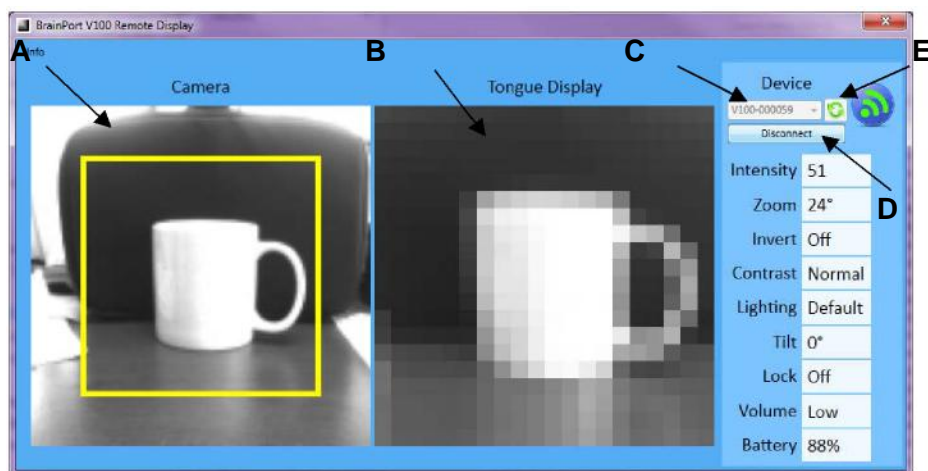 BrainPort V100 Remote Display
A
Info
B
C
E
Camera
Tongue Display
Device
V100-000059
Disconnect
Intensity 51
Zoom 24°
D
Invert Off
Contrast Normal
Lighting Default
Tilt 0°
Lock Off
Volume Low
Battery 88%